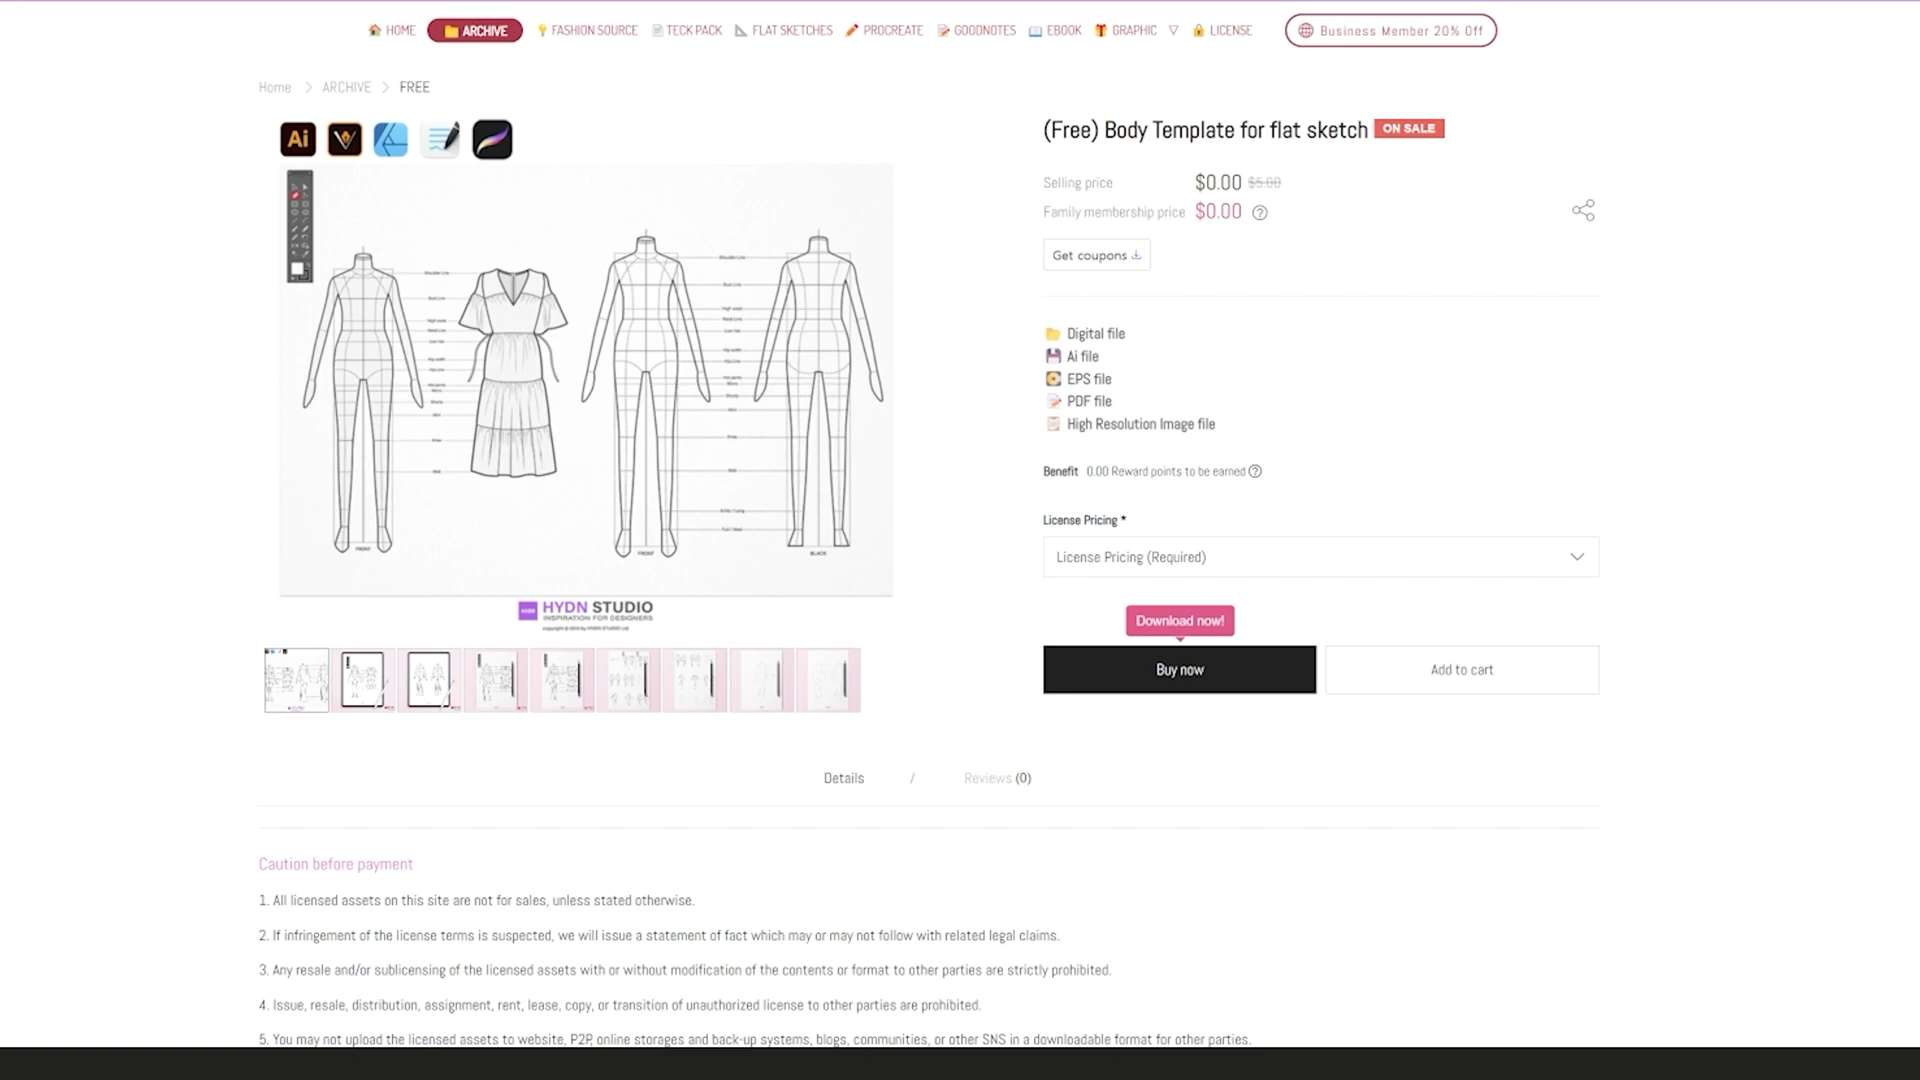 HOME
ARCHIVE
FASHION SOURCE
TECK PACK
FLAT SKETCHES
PROCREATE
GOODNOTES
EBOOK
GRAPHIC
LICENSE
Business Member 20% Off
Home > ARCHIVE > FREE
Ai
FRONT
FRONT
BLACK
HYDN STUDIO
INSPIRATION FOR DESIGNERS
(Free) Body Template for flat sketch ON SALE
Selling price $0.00 $5.00
Family membership price $0.00
Get coupons
Digital file
Ai file
EPS file
PDF file
High Resolution Image file
Benefit 0.00 Reward points to be earned
License Pricing *
License Pricing (Required)
Download now!
Buy now
Add to cart
Details / Reviews (0)
Caution before payment
1. All licensed assets on this site are not for sales, unless stated otherwise.
2. If infringement of the license terms is suspected, we will issue a statement of fact which may or may not follow with related legal claims.
3. Any resale and/or sublicensing of the licensed assets with or without modification of the contents or format to other parties are strictly prohibited.
4. Issue, resale, distribution, assignment, rent, lease, copy, or transition of unauthorized license to other parties are prohibited.
5. You may not upload the licensed assets to website, P2P, online storages and back-up systems, blogs, communities, or other SNS in a downloadable format for other parties.